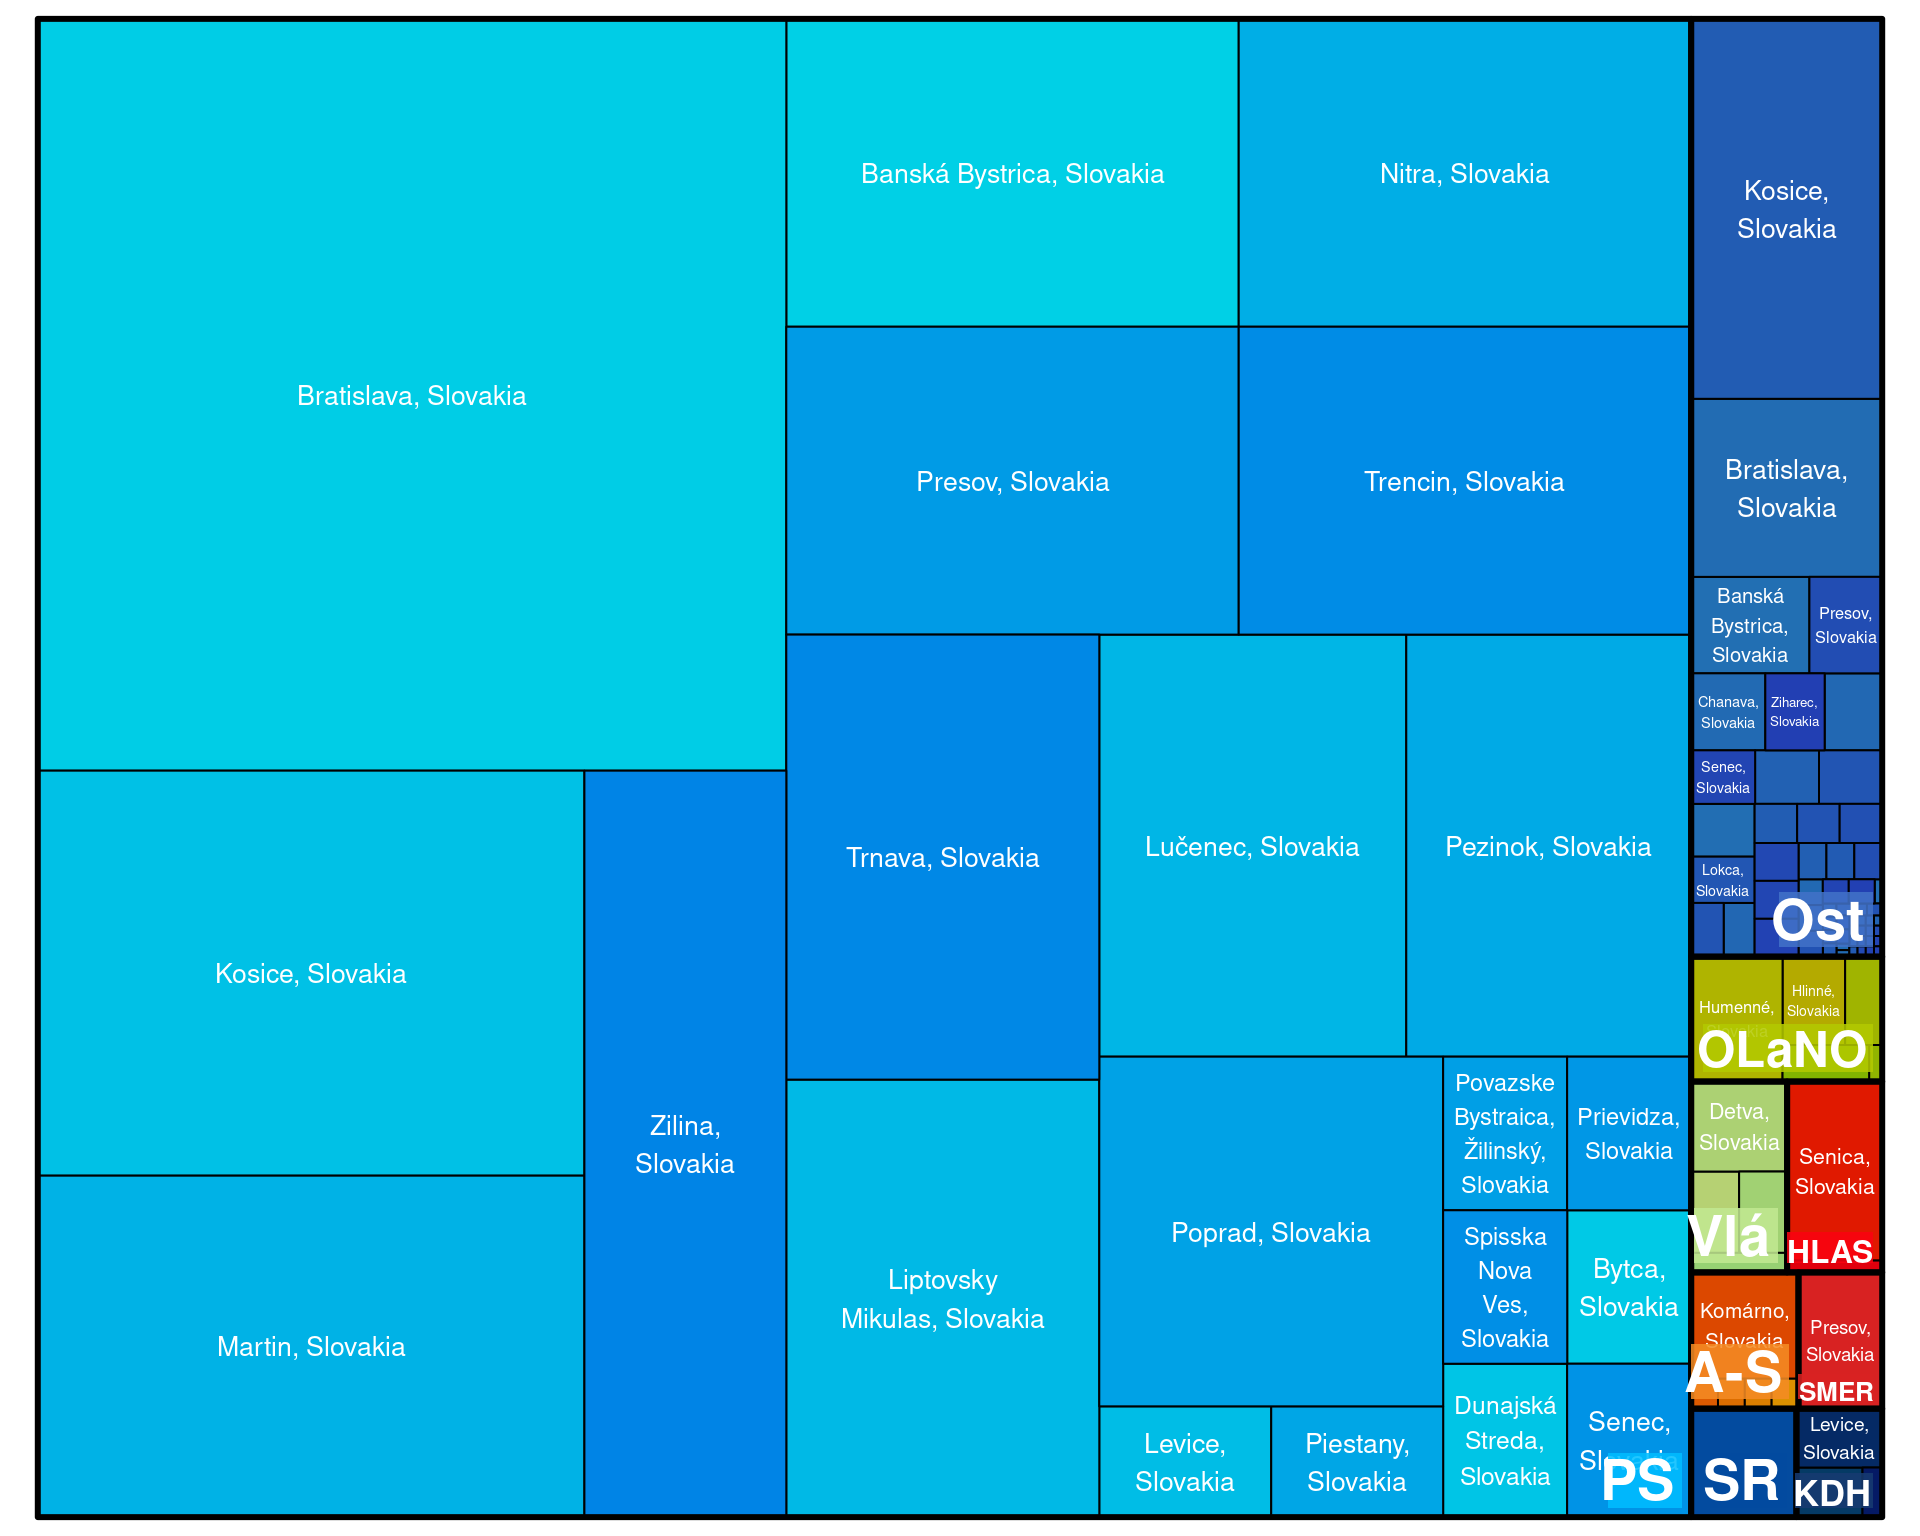 Bratislava, Slovakia
Banská Bystrica, Slovakia
Nitra, Slovakia
Presov, Slovakia
Trencin, Slovakia
Kosice, Slovakia
Martin, Slovakia
Zilina,
Slovakia
Trnava, Slovakia
Lučenec, Slovakia
Pezinok, Slovakia
Liptovsky
Mikulas, Slovakia
Poprad, Slovakia
Levice,
Slovakia
Piestany,
Slovakia
Povazske
Bystraica,
Žilinský,
Slovakia
Prievidza,
Slovakia
Spisska
Nova
Ves,
Slovakia
Bytca,
Slovakia
Dunajská
Streda,
Slovakia
Senec,
Slovakia
PS
Kosice,
Slovakia
Bratislava,
Slovakia
Banská
Bystrica,
Slovakia
Presov,
Slovakia
Chanava,
Slovakia
Ziharec,
Slovakia
Senec,
Slovakia
Lokca,
Slovakia
Ost
Humenné,
Hlinné,
Slovakia
OLaNO
Detva,
Slovakia
Vlá
Senica,
Slovakia
HLAS
Komárno,
Slovakia
A-S
Presov,
Slovakia
SMER
SR
Levice,
Slovakia
KDH